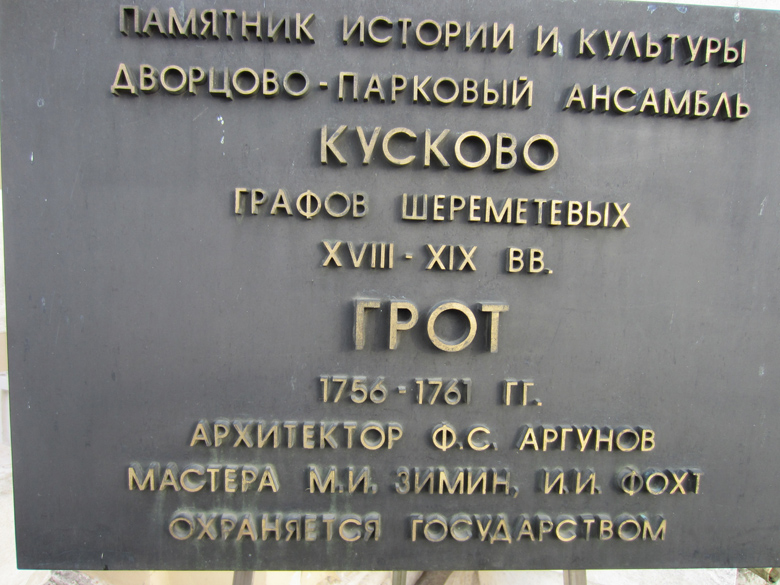 ПАМЯТНИК ИСТОРИИ И КУЛЬТУРЫ
ДВОРЦОВО-ПАРКОВЫЙ АНСАМБЛЬ
КУСКОВО
ГРАФОВ ШЕРЕМЕТЕВЫХ
XVIII - XIX ВВ.
ГРОТ
1756 - 1761 ГГ.
АРХИТЕКТОР Ф.С. АРГУНОВ
МАСТЕРА М.И. ЗИМИН, И.И. ФОХТ
ОХРАНЯЕТСЯ ГОСУДАРСТВОМ